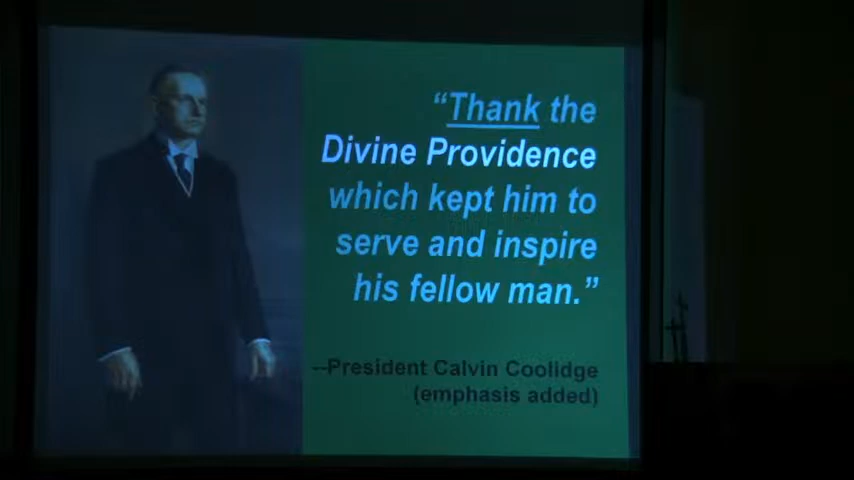 “Thank the
Divine Providence
which kept him to
serve and inspire
his fellow man.”
--President Calvin Coolidge
(emphasis added)